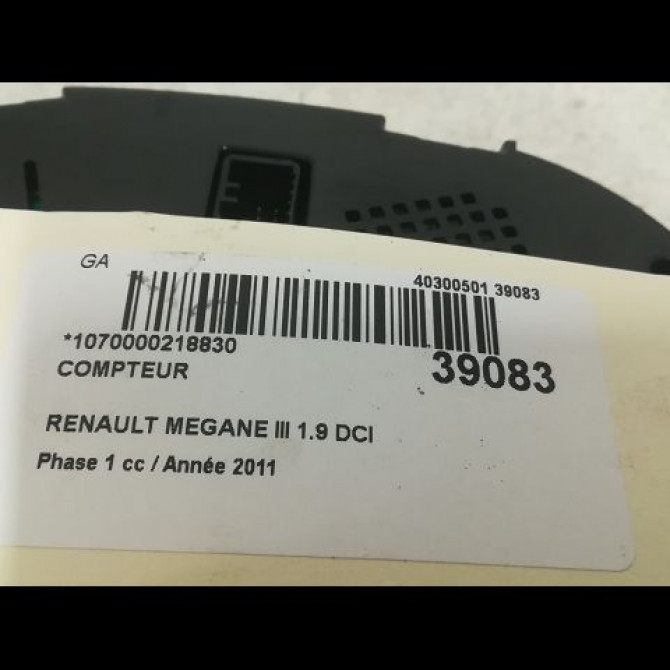 GA
40300501 39083
*1070000218830
39083
COMPTEUR
RENAULT MEGANE III 1.9 DCI
Phase 1 cc / Année 2011